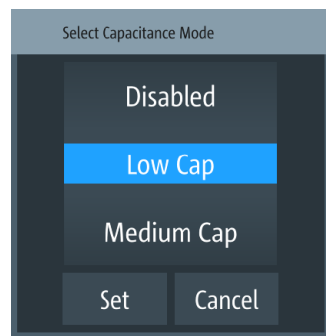 Select Capacitance Mode
Disabled
Low Cap
Medium Cap
Set Cancel